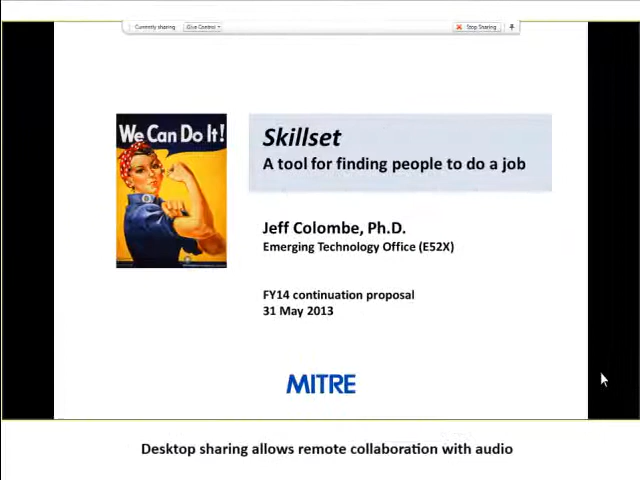 Currently sharing
Give Control
Stop Sharing
We Can Do It!
Skillset
A tool for finding people to do a job
Jeff Colombe, Ph.D.
Emerging Technology Office (E52X)
FY14 continuation proposal
31 May 2013
MITRE
Desktop sharing allows remote collaboration with audio